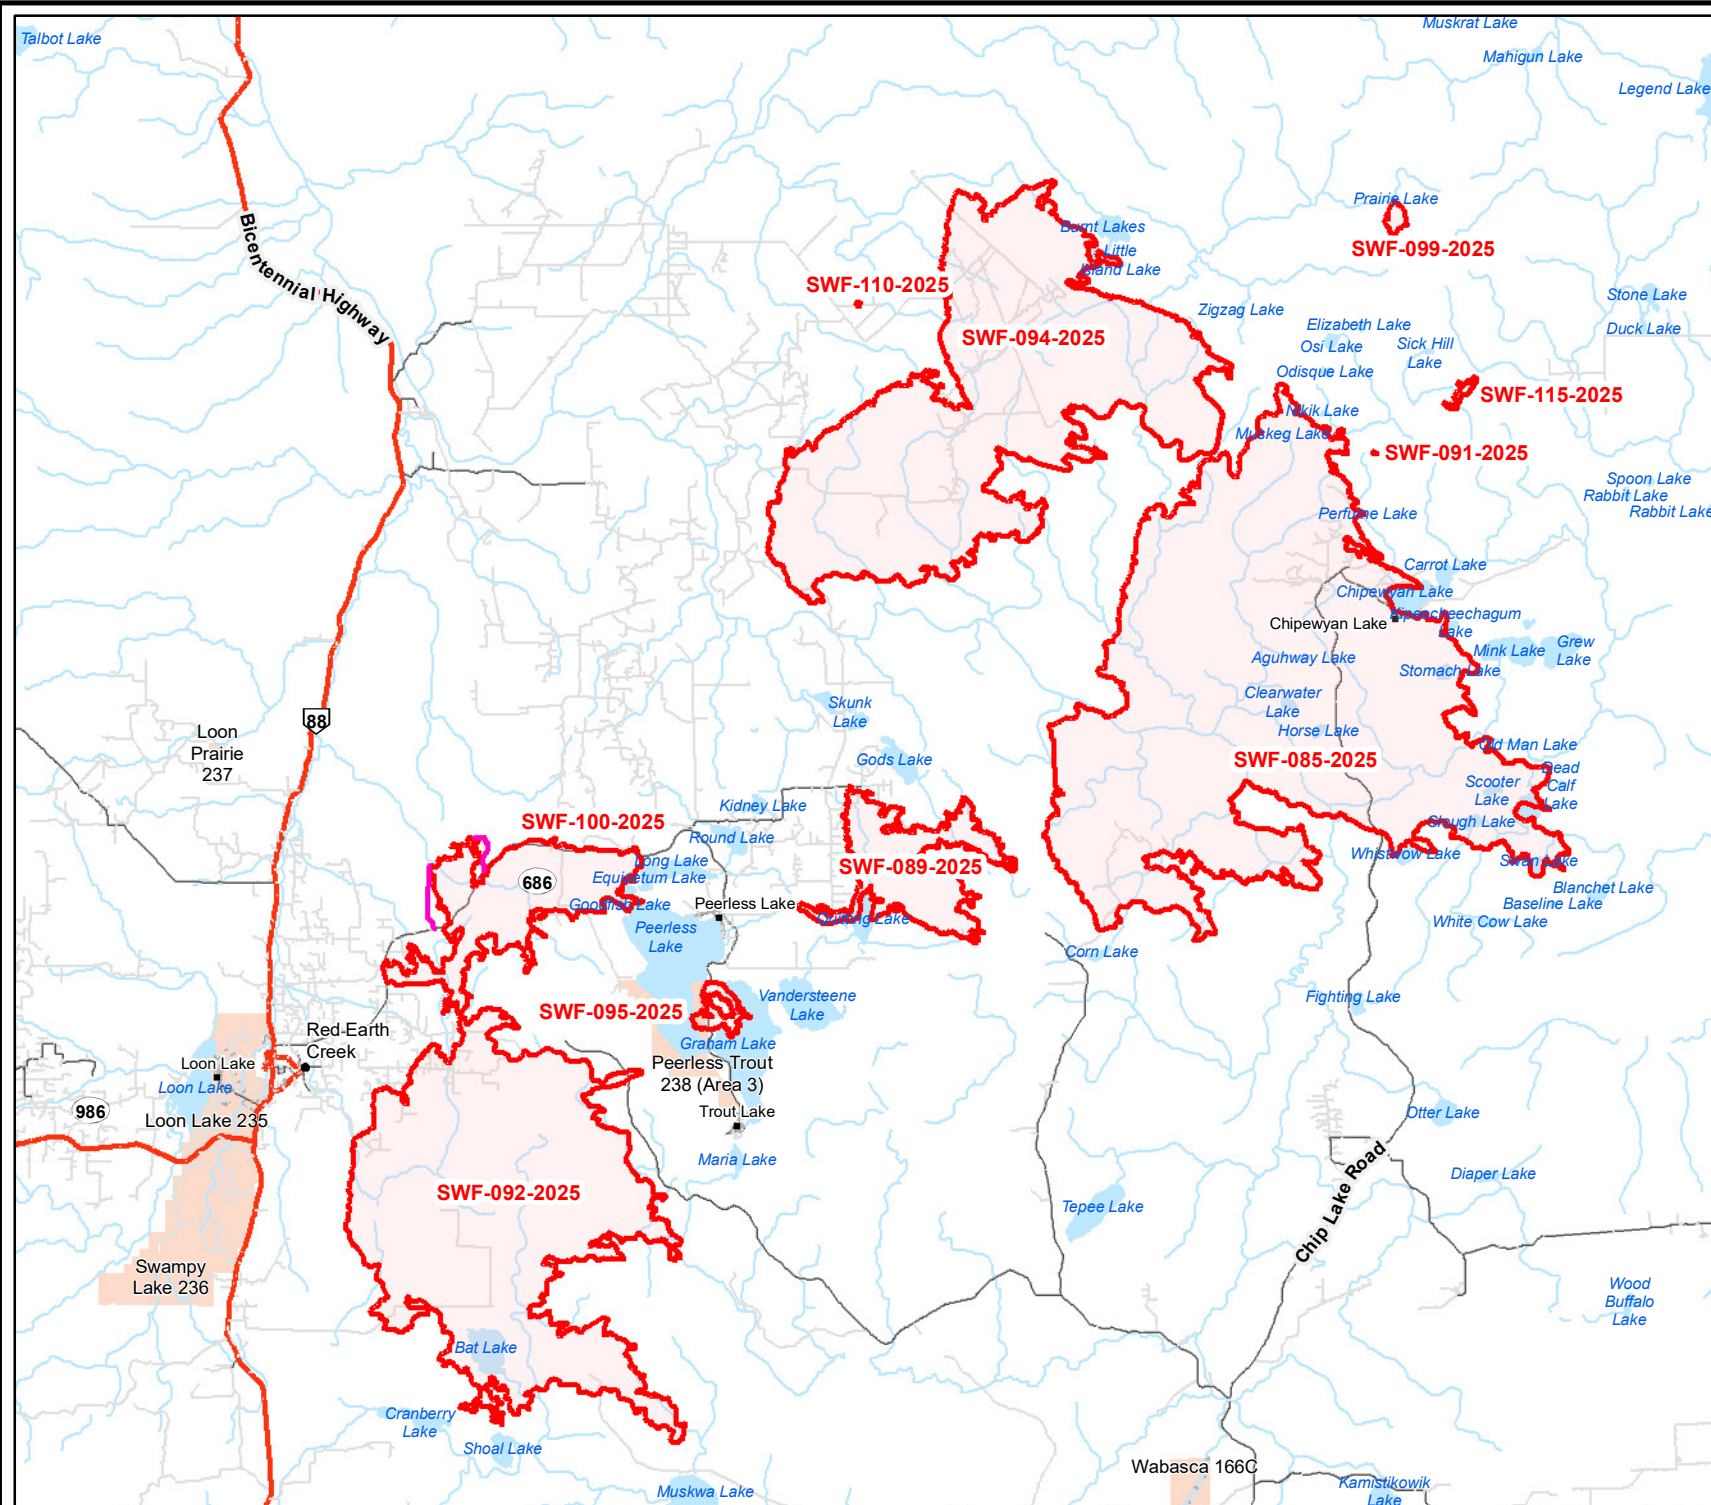 Talbot Lake
Muskrat Lake
Mahigun Lake
Legend Lake
Bicentennial Highway
Prairie Lake
SWF-099-2025
Burnt Lakes
Little
Island Lake
SWF-110-2025
Stone Lake
Zigzag Lake
Elizabeth Lake
Duck Lake
SWF-094-2025
Osi Lake
Sick Hill
Lake
Odisque Lake
SWF-115-2025
Nikik Lake
Muskeg Lake
SWF-091-2025
Spoon Lake
Rabbit Lake
Rabbit Lake
Perfume Lake
Carrot Lake
Chipewyan Lake
Kipeecheechagum
Lake
Chipewyan Lake
Mink Lake
Grew
Lake
Aguhway Lake
Stomach Lake
Clearwater
Lake
Horse Lake
Skunk
Lake
88
Loon
Prairie
237
Gods Lake
SWF-085-2025
Old Man Lake
Dead
Calf
Lake
Scooter
Lake
Kidney Lake
SWF-100-2025
Round Lake
Slough Lake
Long Lake
SWF-089-2025
Whistwow Lake
Swan Lake
686
Equisetum Lake
Blanchet Lake
Goodfish Lake
Peerless Lake
Baseline Lake
Quitting Lake
White Cow Lake
Peerless
Lake
Corn Lake
Vandersteene
Lake
Fighting Lake
SWF-095-2025
Red Earth
Creek
Graham Lake
Loon Lake
Peerless Trout
238 (Area 3)
Loon Lake
986
Loon Lake 235
Trout Lake
Otter Lake
Maria Lake
Chip Lake Road
Diaper Lake
SWF-092-2025
Tepee Lake
Swampy
Lake 236
Wood
Buffalo
Lake
Bat Lake
Cranberry
Lake
Shoal Lake
Wabasca 166C
Muskwa Lake
Kamistikowik
Lake